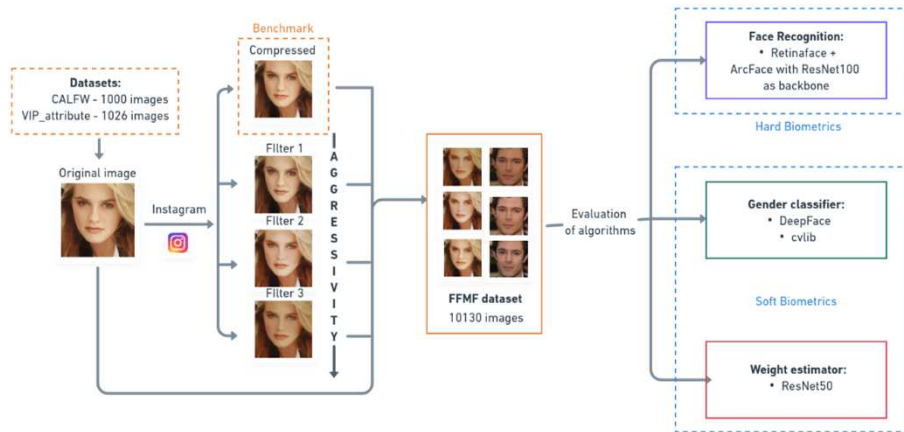 Benchmark
Compressed
Datasets:
CALFW - 1000 images
VIP_attribute - 1026 images
Original image
Instagram
FIlter 1
FIlter 2
FIlter 3
A
G
G
R
E
S
S
I
V
I
T
Y
FFMF dataset
10130 images
Evaluation
of algorithms
Face Recognition:
• Retinaface +
ArcFace with ResNet100
as backbone
Hard Biometrics
Gender classifier:
• DeepFace
• cvlib
Soft Biometrics
Weight estimator:
• ResNet50